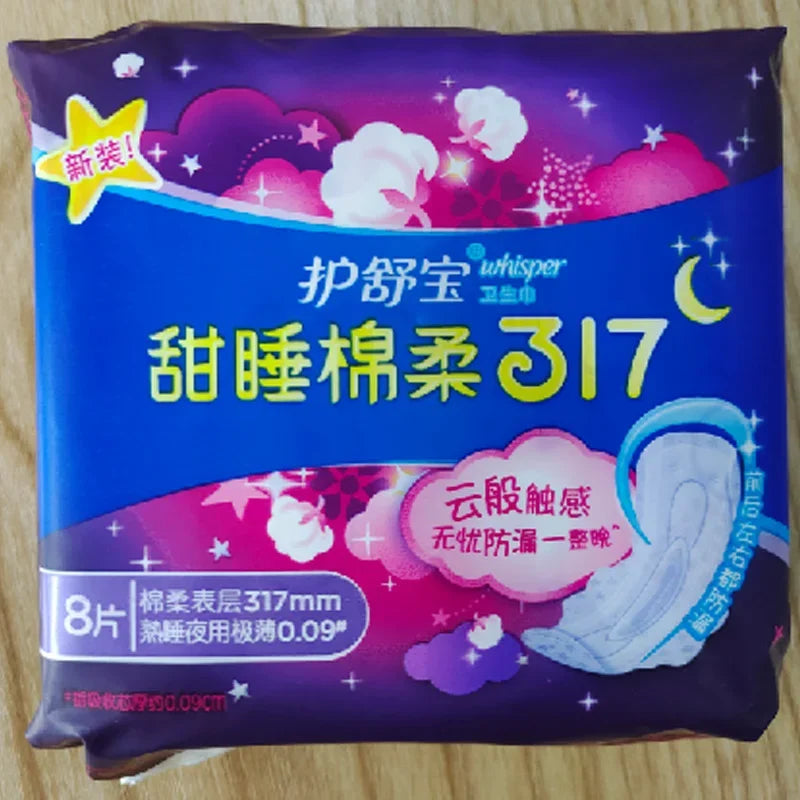 新装!
护舒宝 whisper
卫生巾
甜睡棉柔317
云般触感
无忧防漏一整晚^
前后左右都防漏
8片
棉柔表层317mm
熟睡夜用极薄0.09#
0.09cm